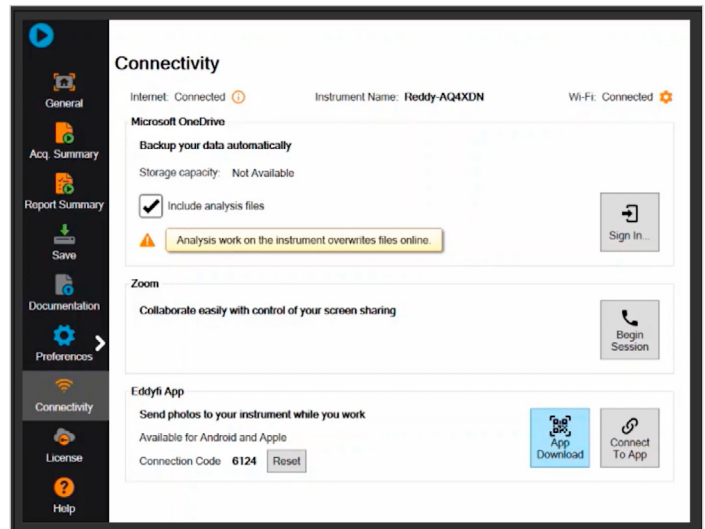 Connectivity
Internet: Connected
Instrument Name: Reddy-AQ4XDN
Wi-Fi: Connected
Microsoft OneDrive
Backup your data automatically
Storage capacity: Not Available
Include analysis files
Analysis work on the instrument overwrites files online.
Sign In...
Zoom
Collaborate easily with control of your screen sharing
Begin
Session
Eddyfi App
Send photos to your instrument while you work
Available for Android and Apple
Connection Code 6124 Reset
App
Download
Connect
To App
General
Acq. Summary
Report Summary
Save
Documentation
Preferences
Connectivity
License
Help